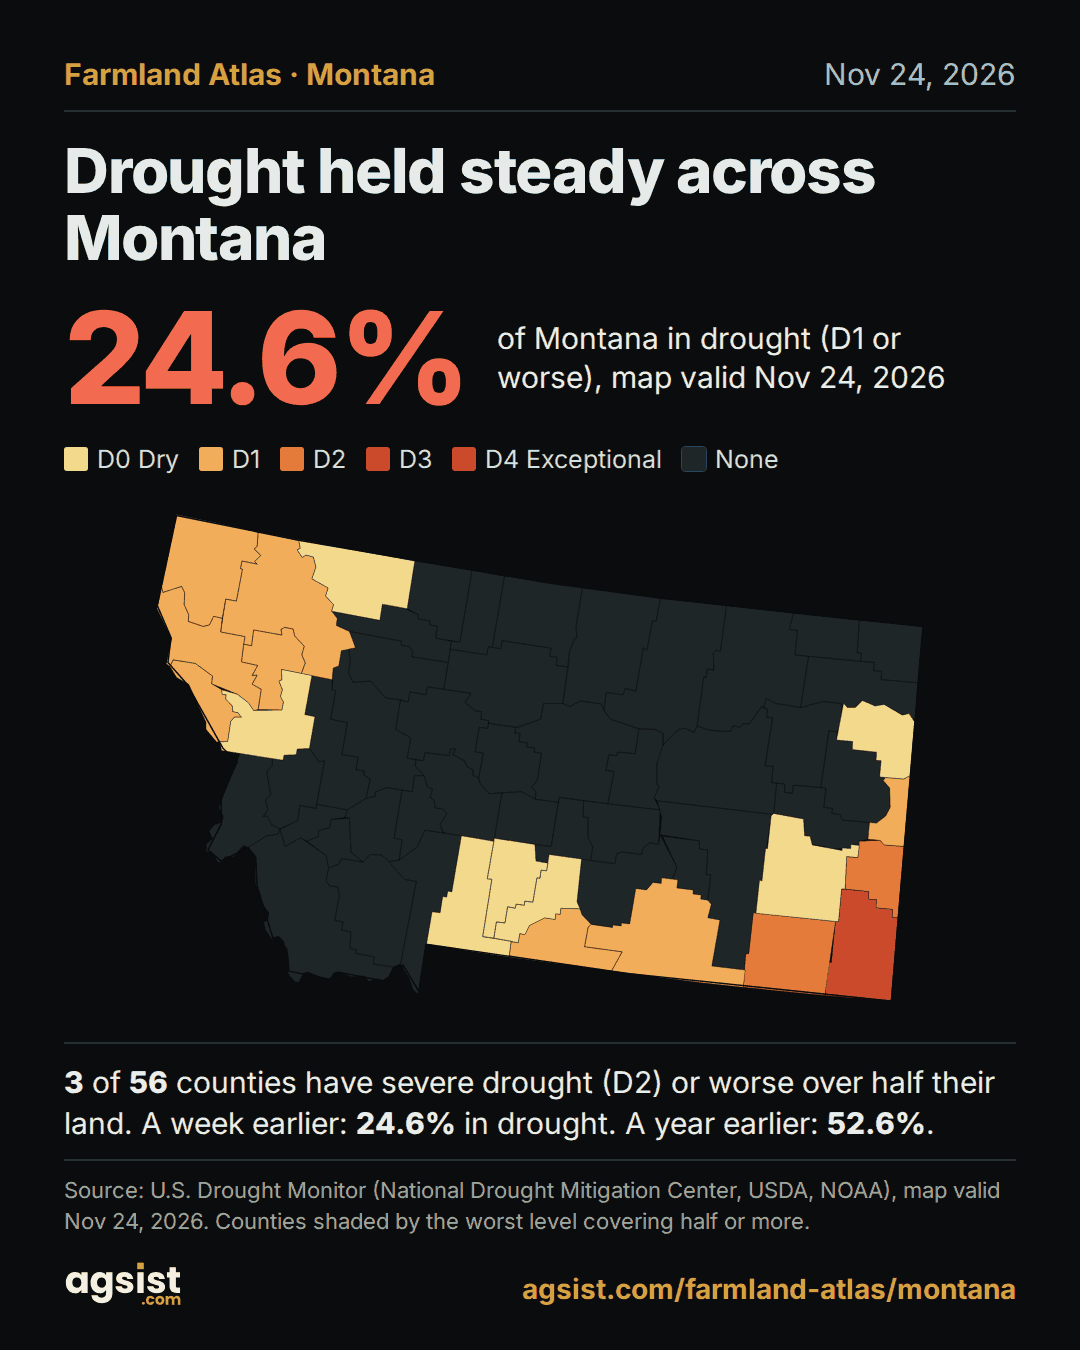 Farmland Atlas · Montana
Nov 24, 2026
Drought held steady across
Montana
24.6%
of Montana in drought (D1 or
worse), map valid Nov 24, 2026
D0 Dry D1 D2 D3 D4 Exceptional None
3 of 56 counties have severe drought (D2) or worse over half their
land. A week earlier: 24.6% in drought. A year earlier: 52.6%.
Source: U.S. Drought Monitor (National Drought Mitigation Center, USDA, NOAA), map valid
Nov 24, 2026. Counties shaded by the worst level covering half or more.
agsist
.com
agsist.com/farmland-atlas/montana